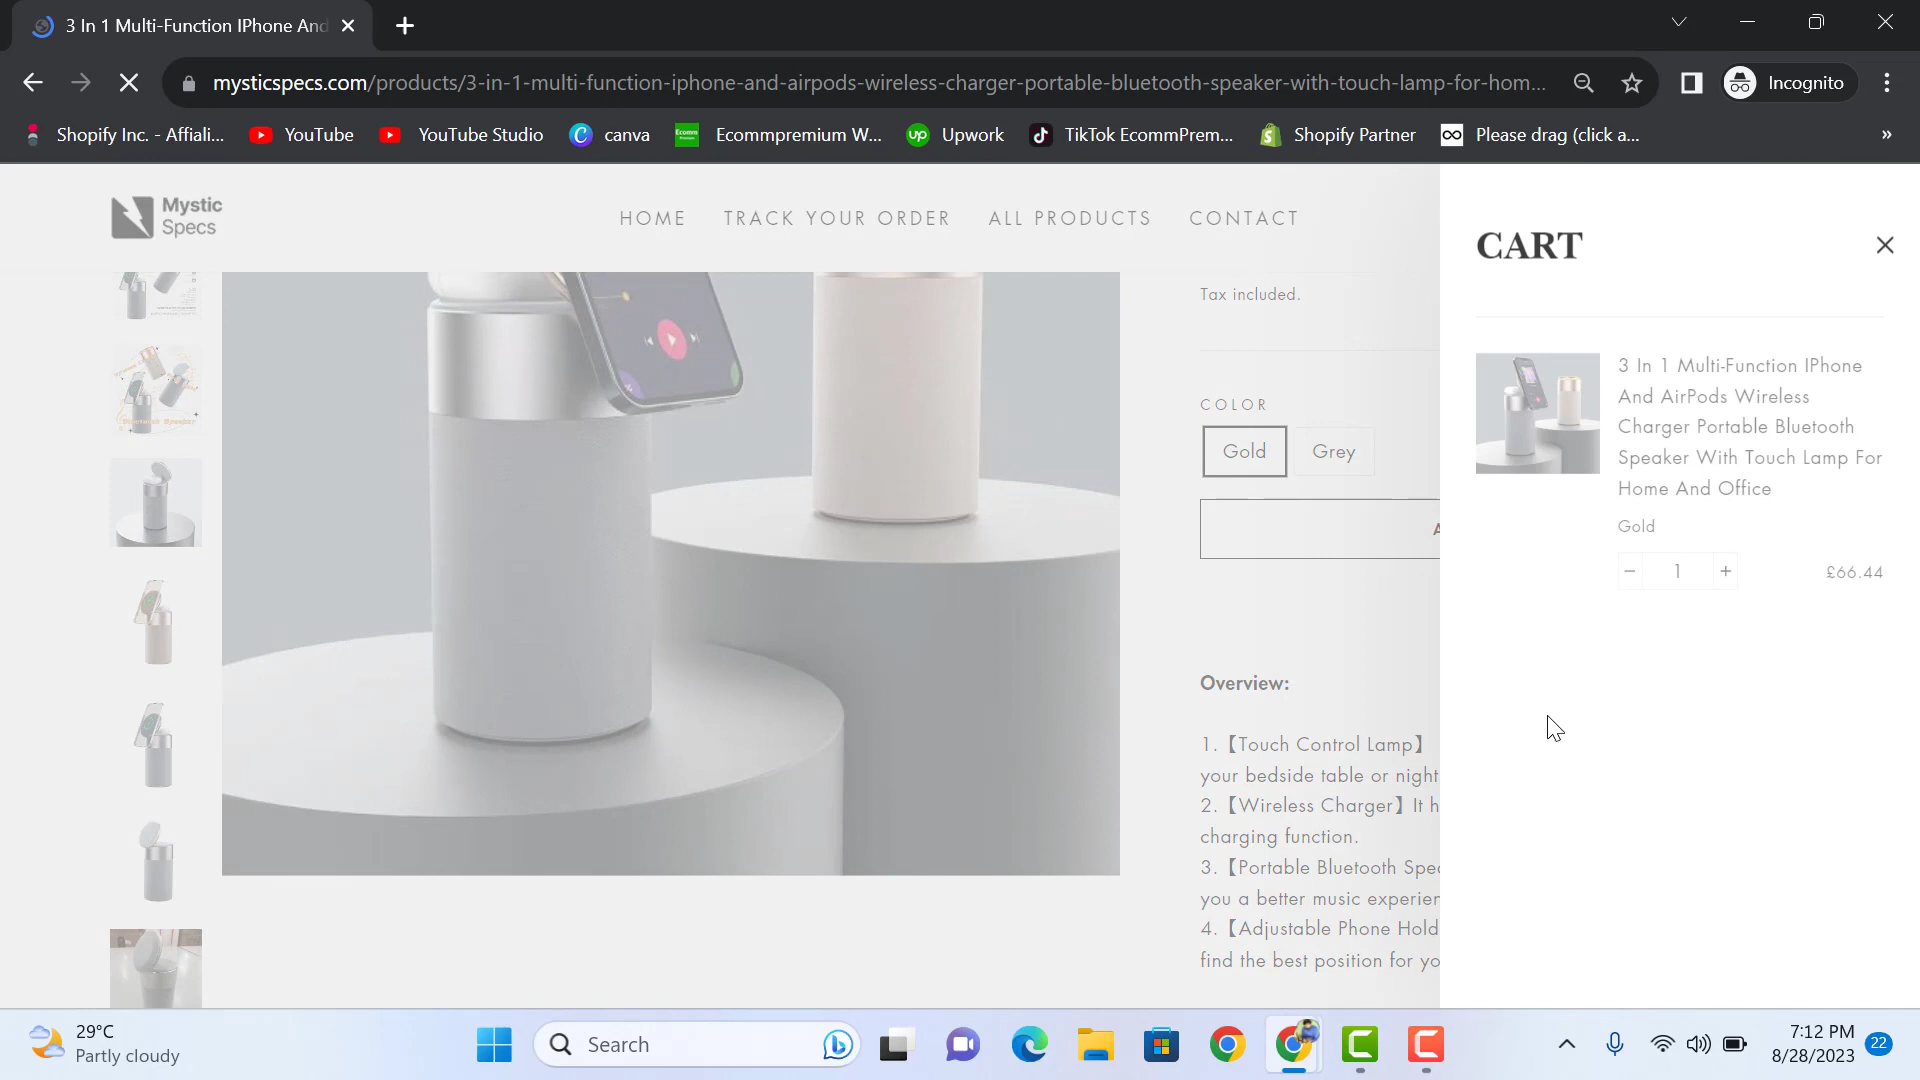 3 In 1 Multi-Function IPhone And
mysticspecs.com/products/3-in-1-multi-function-iphone-and-airpods-wireless-charger-portable-bluetooth-speaker-with-touch-lamp-for-hom...
Incognito
Shopify Inc. - Affiali...
YouTube
YouTube Studio
canva
Ecommpremium W...
Upwork
TikTok EcommPrem...
Shopify Partner
Please drag (click a...
»
Mystic
Specs
HOME
TRACK YOUR ORDER
ALL PRODUCTS
CONTACT
Tax included.
COLOR
Gold
Grey
Overview:
1.【Touch Control Lamp】
your bedside table or night
2.【Wireless Charger】It h
charging function.
3.【Portable Bluetooth Spe
you a better music experien
4.【Adjustable Phone Hold
find the best position for yo
CART
3 In 1 Multi-Function IPhone
And AirPods Wireless
Charger Portable Bluetooth
Speaker With Touch Lamp For
Home And Office
Gold
− 1 +
£66.44
29°C
Partly cloudy
Search
7:12 PM
8/28/2023
22